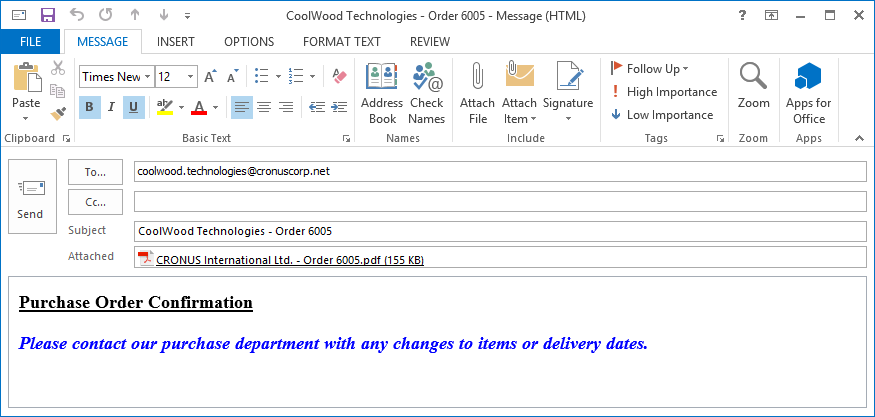 CoolWood Technologies - Order 6005 - Message (HTML)
FILE MESSAGE INSERT OPTIONS FORMAT TEXT REVIEW
Times New 12
Paste
B I U
Address Book
Check Names
Attach File
Attach Item
Signature
Follow Up
High Importance
Low Importance
Zoom
Apps for Office
Clipboard Basic Text Names Include Tags Zoom Apps
Send
To... coolwood.technologies@cronuscorp.net
Cc...
Subject CoolWood Technologies - Order 6005
Attached CRONUS International Ltd. - Order 6005.pdf (155 KB)
Purchase Order Confirmation
Please contact our purchase department with any changes to items or delivery dates.